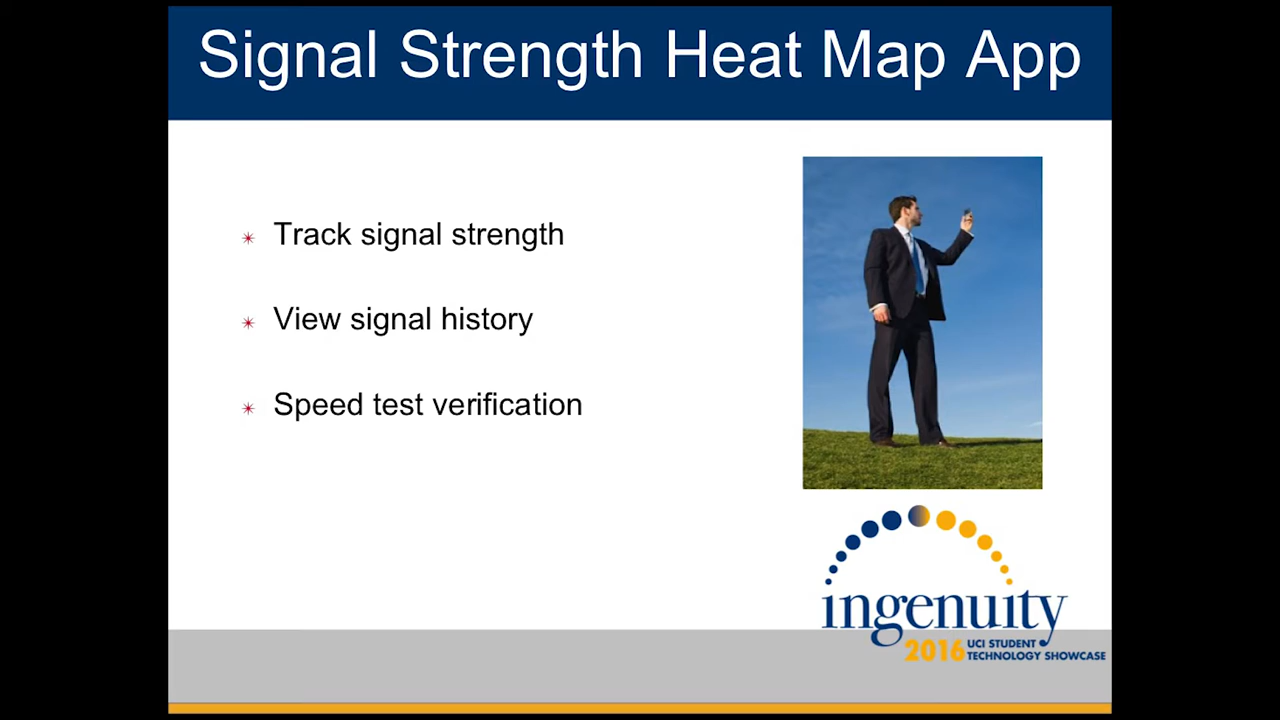 Signal Strength Heat Map App
Track signal strength
View signal history
Speed test verification
ingenuity
2016 UCI STUDENT
TECHNOLOGY SHOWCASE